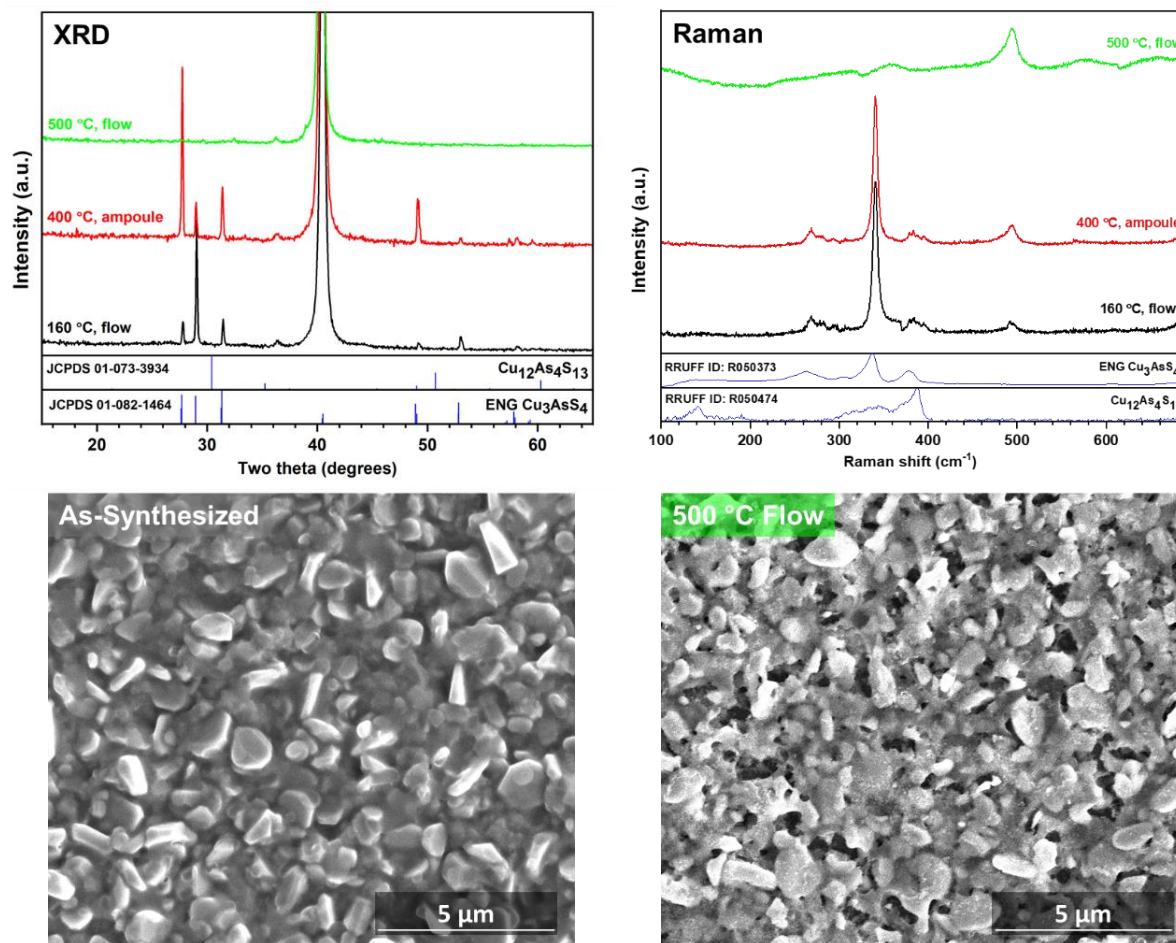 XRD
500 °C, flow
400 °C, ampoule
160 °C, flow
JCPDS 01-073-3934
Cu₁₂As₄S₁₃
JCPDS 01-082-1464
ENG Cu₃AsS₄
20
30
40
50
60
Two theta (degrees)
Intensity (a.u.)
Raman
500 °C, flow
400 °C, ampoule
160 °C, flow
RRUFF ID: R050373
ENG Cu₃AsS₄
RRUFF ID: R050474
Cu₁₂As₄S₁
100
200
300
400
500
600
Raman shift (cm⁻¹)
Intensity (a.u.)
As-Synthesized
5 µm
500 °C Flow
5 µm